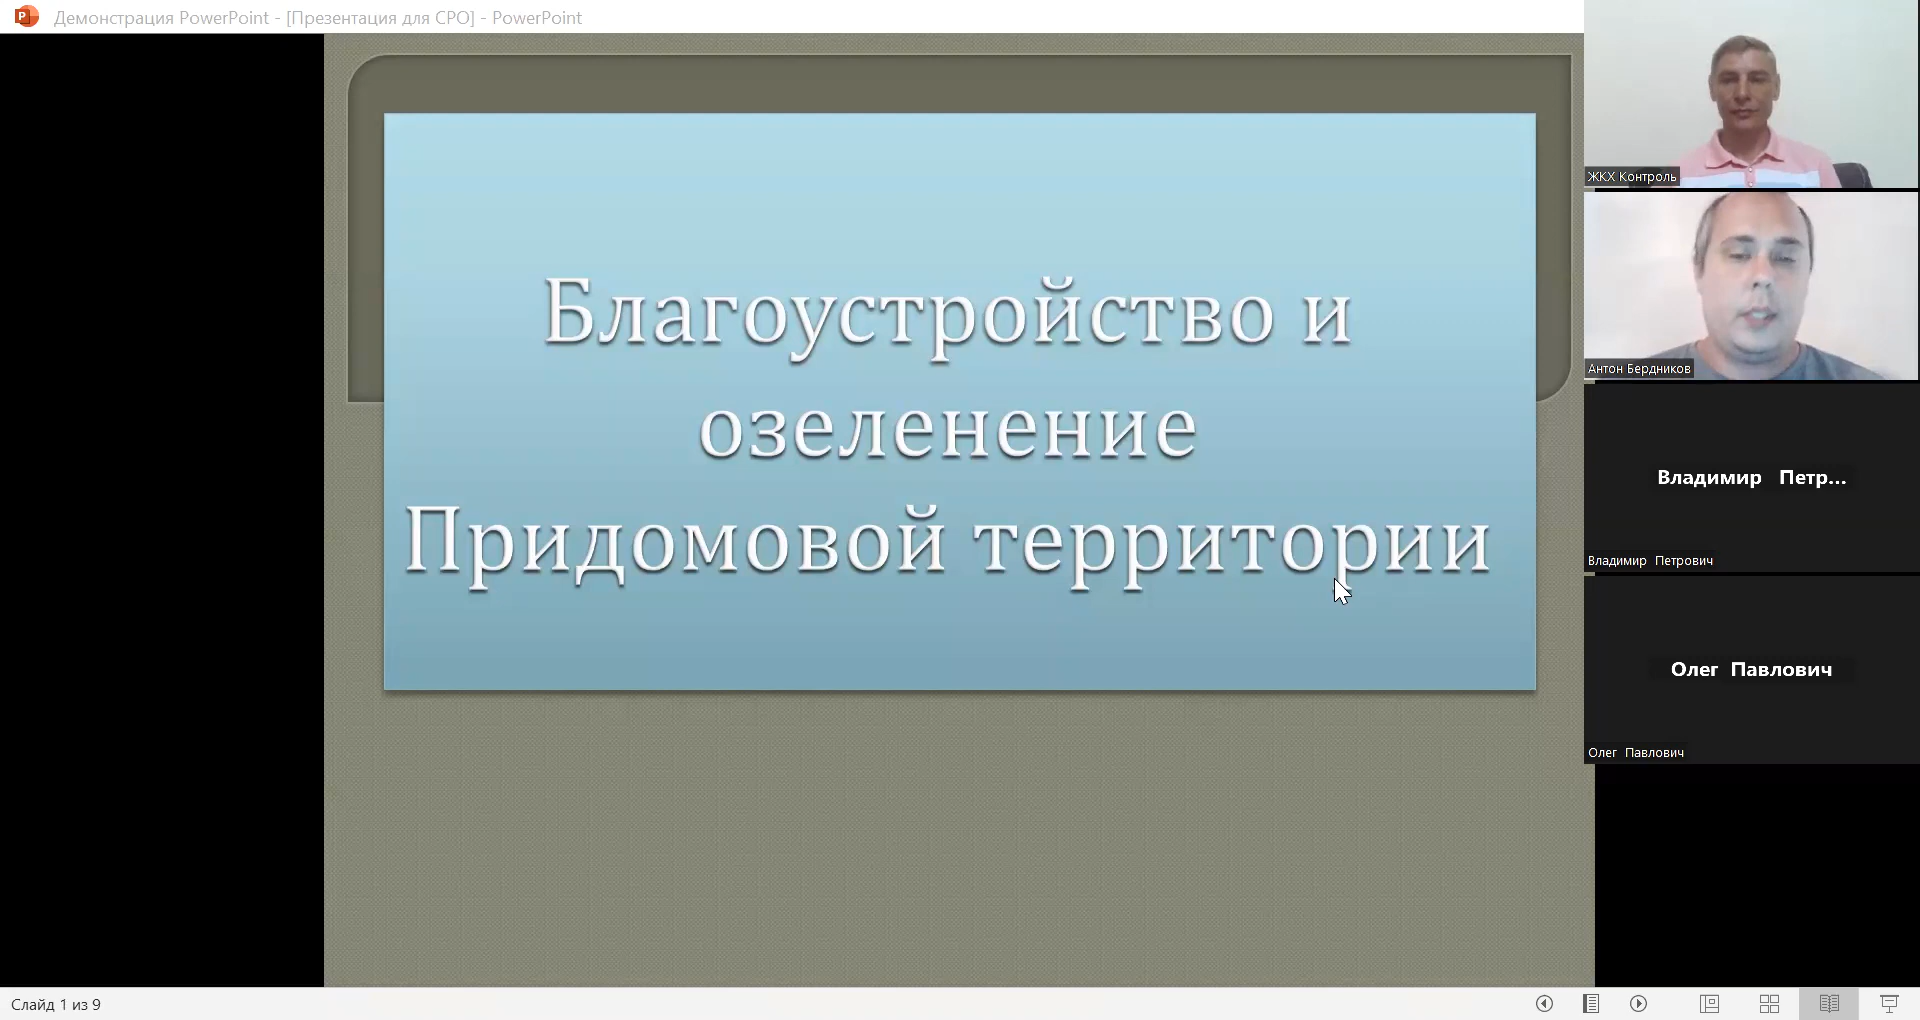 Демонстрация PowerPoint - [Презентация для СРО] - PowerPoint
Благоустройство и
озеленение
Придомовой территории
ЖКХ Контроль
Антон Бердников
Владимир Петр...
Владимир Петрович
Олег Павлович
Олег Павлович
Слайд 1 из 9